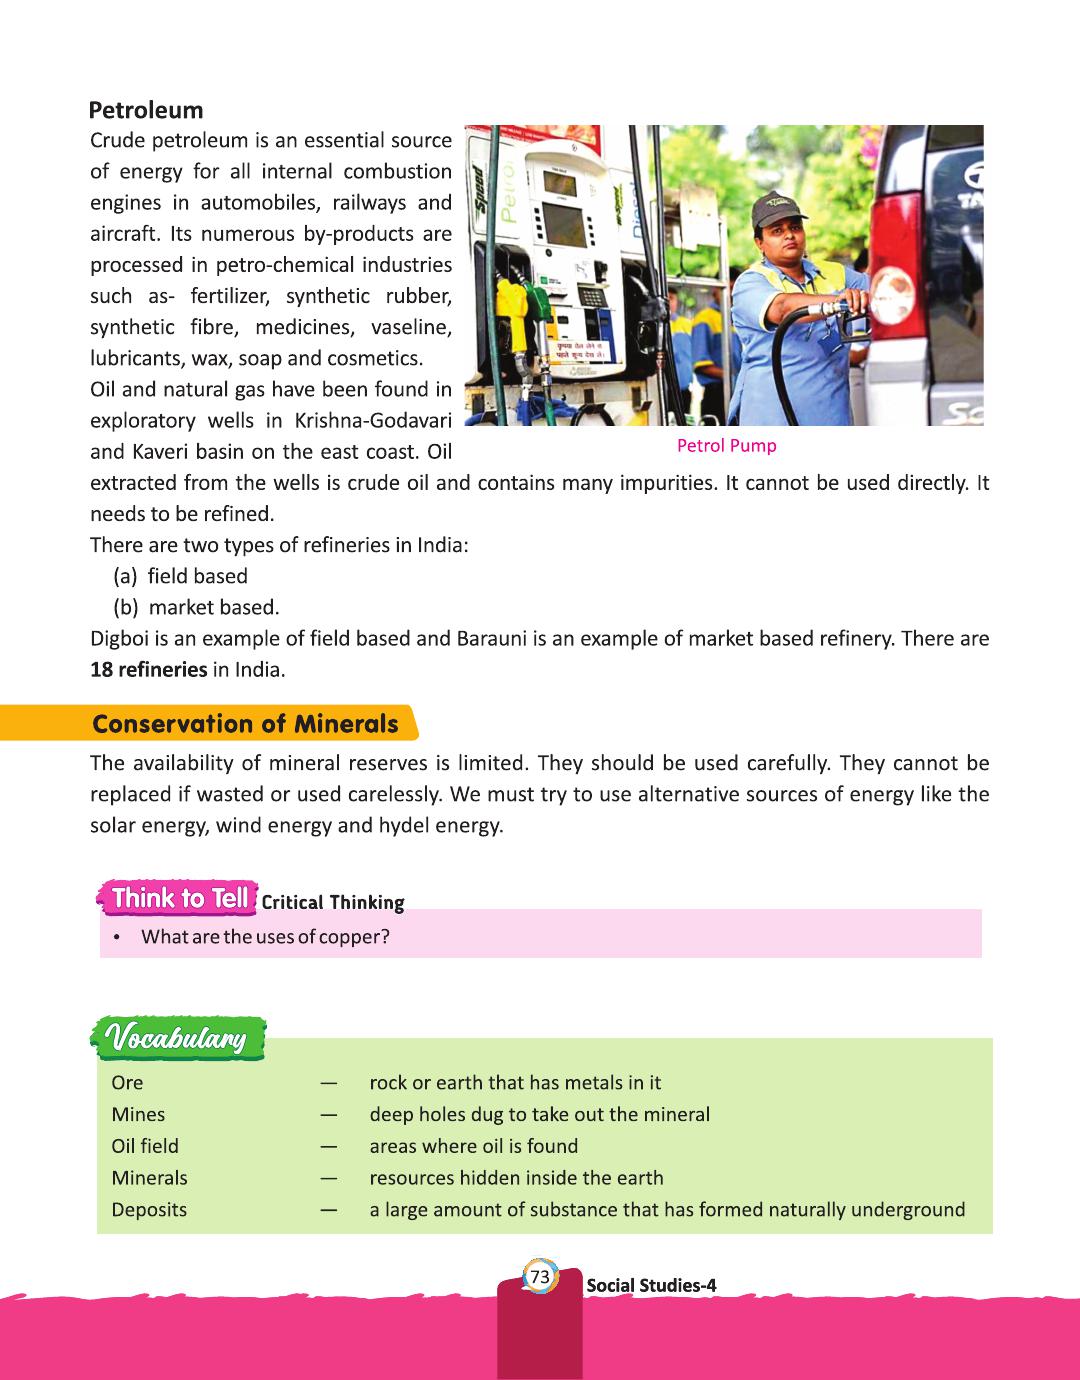 Petroleum
Crude petroleum is an essential source
of energy for all internal combustion
engines in automobiles, railways and
aircraft. Its numerous by-products are
processed in petro-chemical industries
such as- fertilizer, synthetic rubber,
synthetic fibre, medicines, vaseline,
lubricants, wax, soap and cosmetics.
Oil and natural gas have been found in
exploratory wells in Krishna-Godavari
and Kaveri basin on the east coast. Oil
Speed
Petrol
Diesel
Petrol Pump
extracted from the wells is crude oil and contains many impurities. It cannot be used directly. It
needs to be refined.
There are two types of refineries in India:
(a) field based
(b) market based.
Digboi is an example of field based and Barauni is an example of market based refinery. There are
18 refineries in India.
Conservation of Minerals
The availability of mineral reserves is limited. They should be used carefully. They cannot be
replaced if wasted or used carelessly. We must try to use alternative sources of energy like the
solar energy, wind energy and hydel energy.
Think to Tell Critical Thinking
• What are the uses of copper?
Vocabulary
Ore — rock or earth that has metals in it
Mines — deep holes dug to take out the mineral
Oil field — areas where oil is found
Minerals — resources hidden inside the earth
Deposits — a large amount of substance that has formed naturally underground
73
Social Studies-4